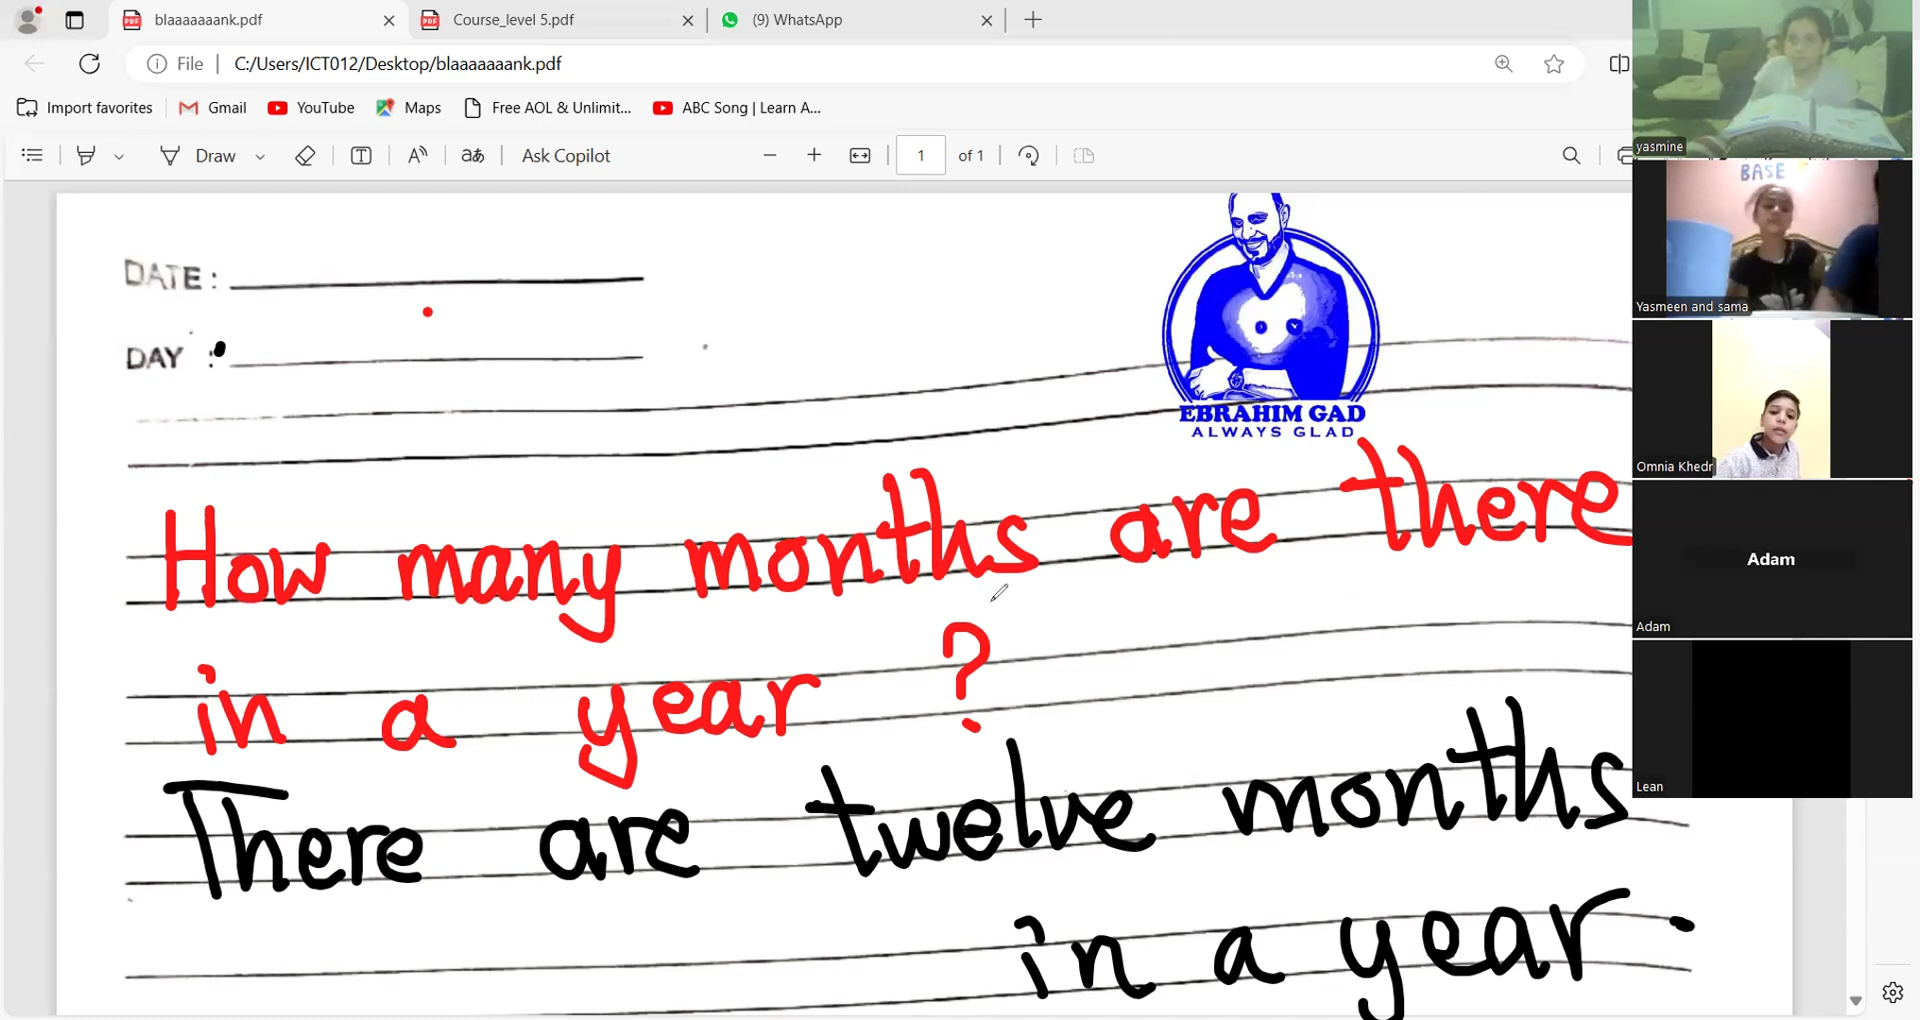 blaaaaaaank.pdf
Course_level 5.pdf
(9) WhatsApp
File
C:/Users/ICT012/Desktop/blaaaaaaank.pdf
Import favorites
Gmail
YouTube
Maps
Free AOL & Unlimit...
ABC Song | Learn A...
Draw
Ask Copilot
1 of 1
DATE :
DAY :
EBRAHIM GAD
ALWAYS GLAD
How many months are there
in a year ?
There are twelve months
in a year.
yasmine
BASE
Yasmeen and sama
Omnia Khedr
Adam
Adam
Lean